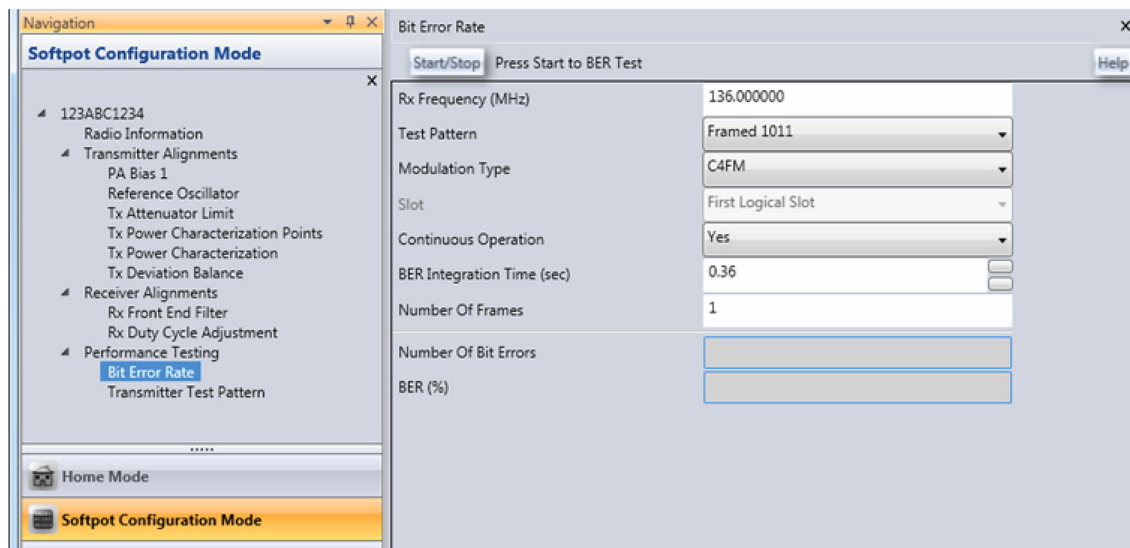 Navigation
Softpot Configuration Mode
123ABC1234
Radio Information
Transmitter Alignments
PA Bias 1
Reference Oscillator
Tx Attenuator Limit
Tx Power Characterization Points
Tx Power Characterization
Tx Deviation Balance
Receiver Alignments
Rx Front End Filter
Rx Duty Cycle Adjustment
Performance Testing
Bit Error Rate
Transmitter Test Pattern
Home Mode
Softpot Configuration Mode
Bit Error Rate
Start/Stop Press Start to BER Test Help
Rx Frequency (MHz) 136.000000
Test Pattern Framed 1011
Modulation Type C4FM
Slot First Logical Slot
Continuous Operation Yes
BER Integration Time (sec) 0.36
Number Of Frames 1
Number Of Bit Errors
BER (%)